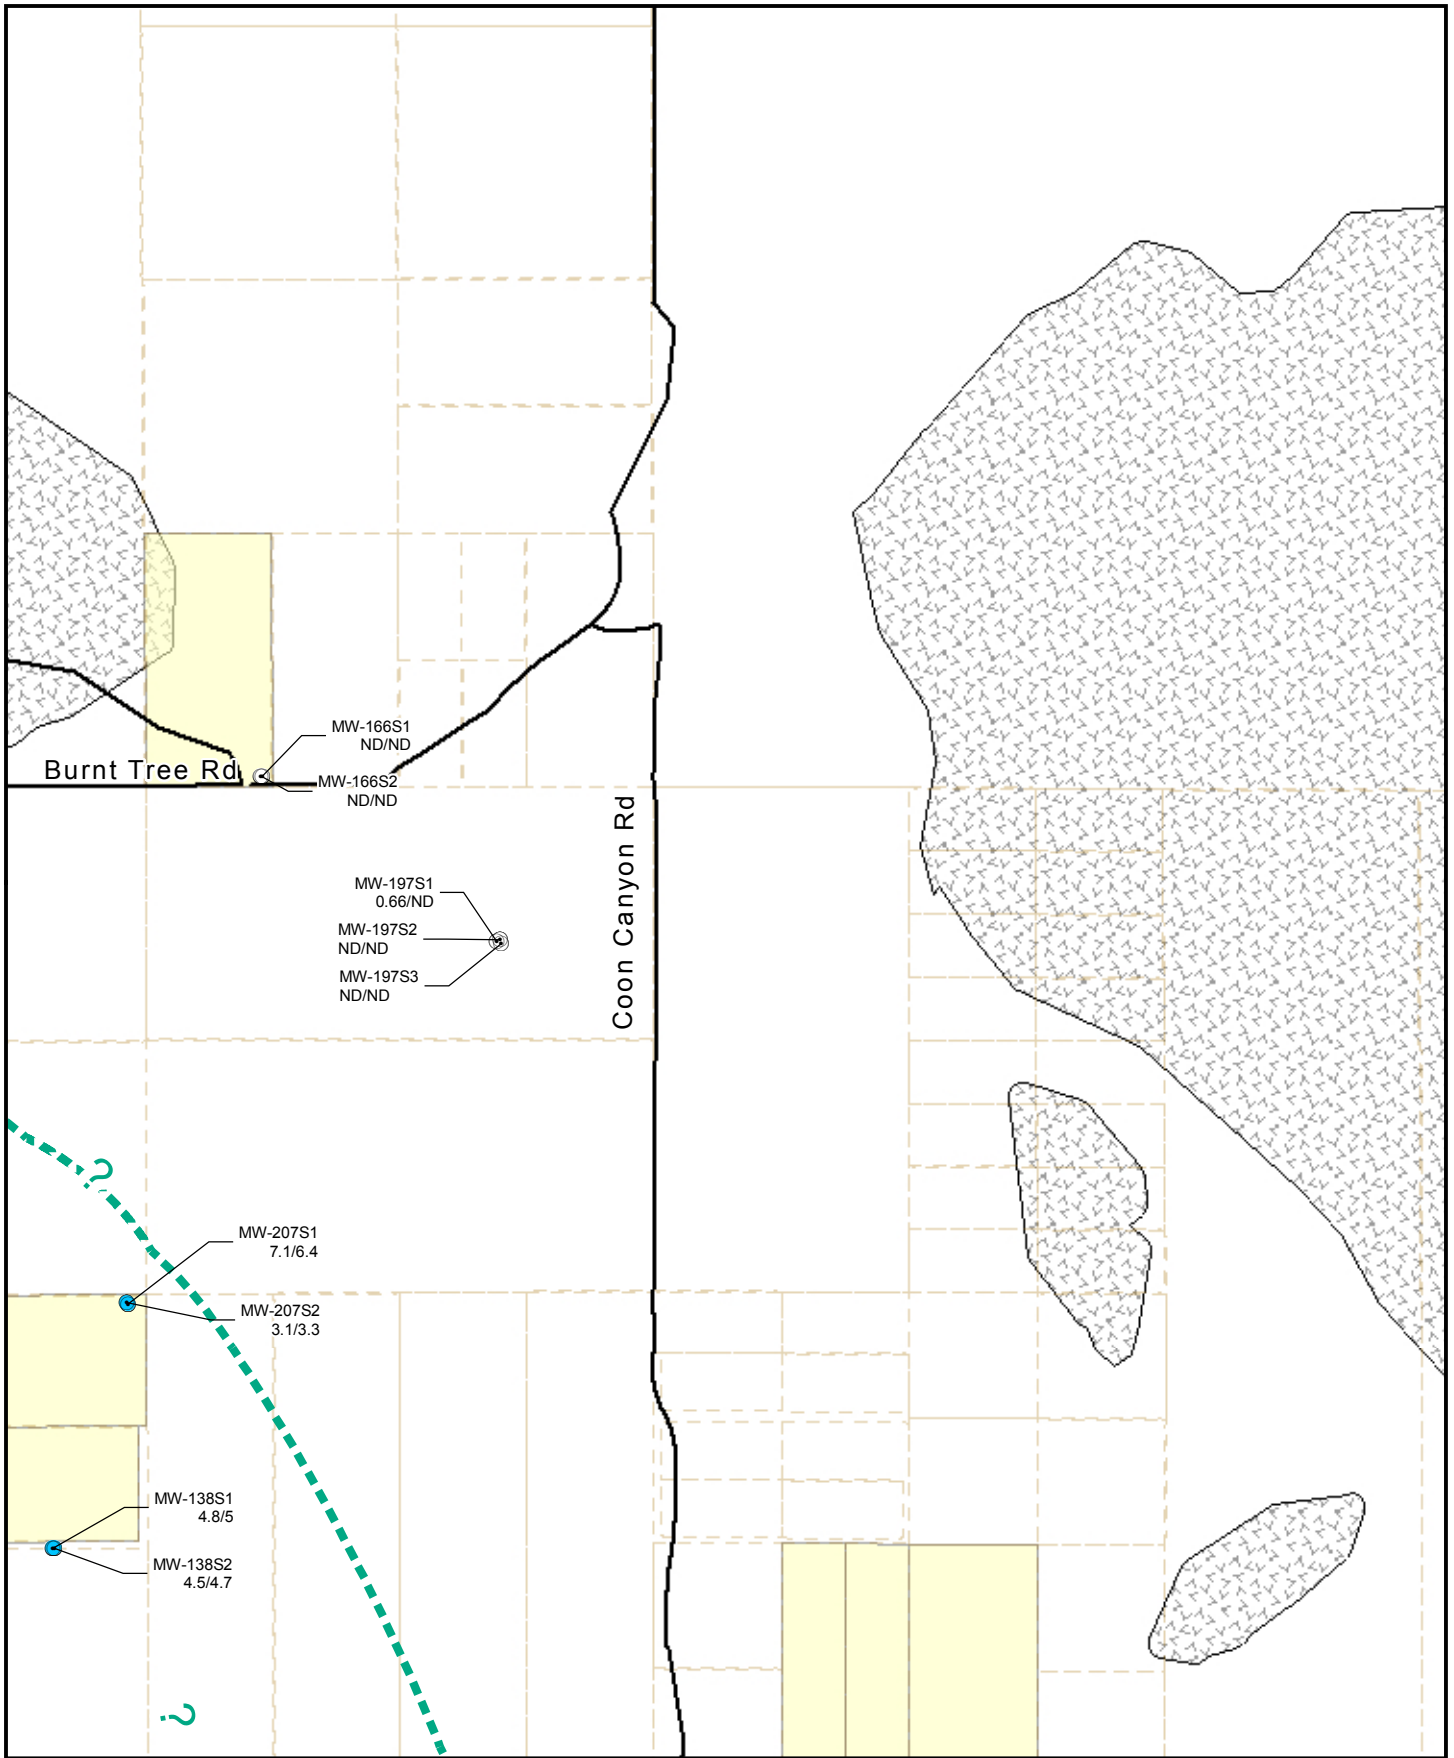 MW-166S1
ND/ND
Burnt Tree Rd
MW-166S2
ND/ND
Coon Canyon Rd
MW-197S1
0.66/ND
MW-197S2
ND/ND
MW-197S3
ND/ND
?
MW-207S1
7.1/6.4
MW-207S2
3.1/3.3
MW-138S1
4.8/5
MW-138S2
4.5/4.7
?